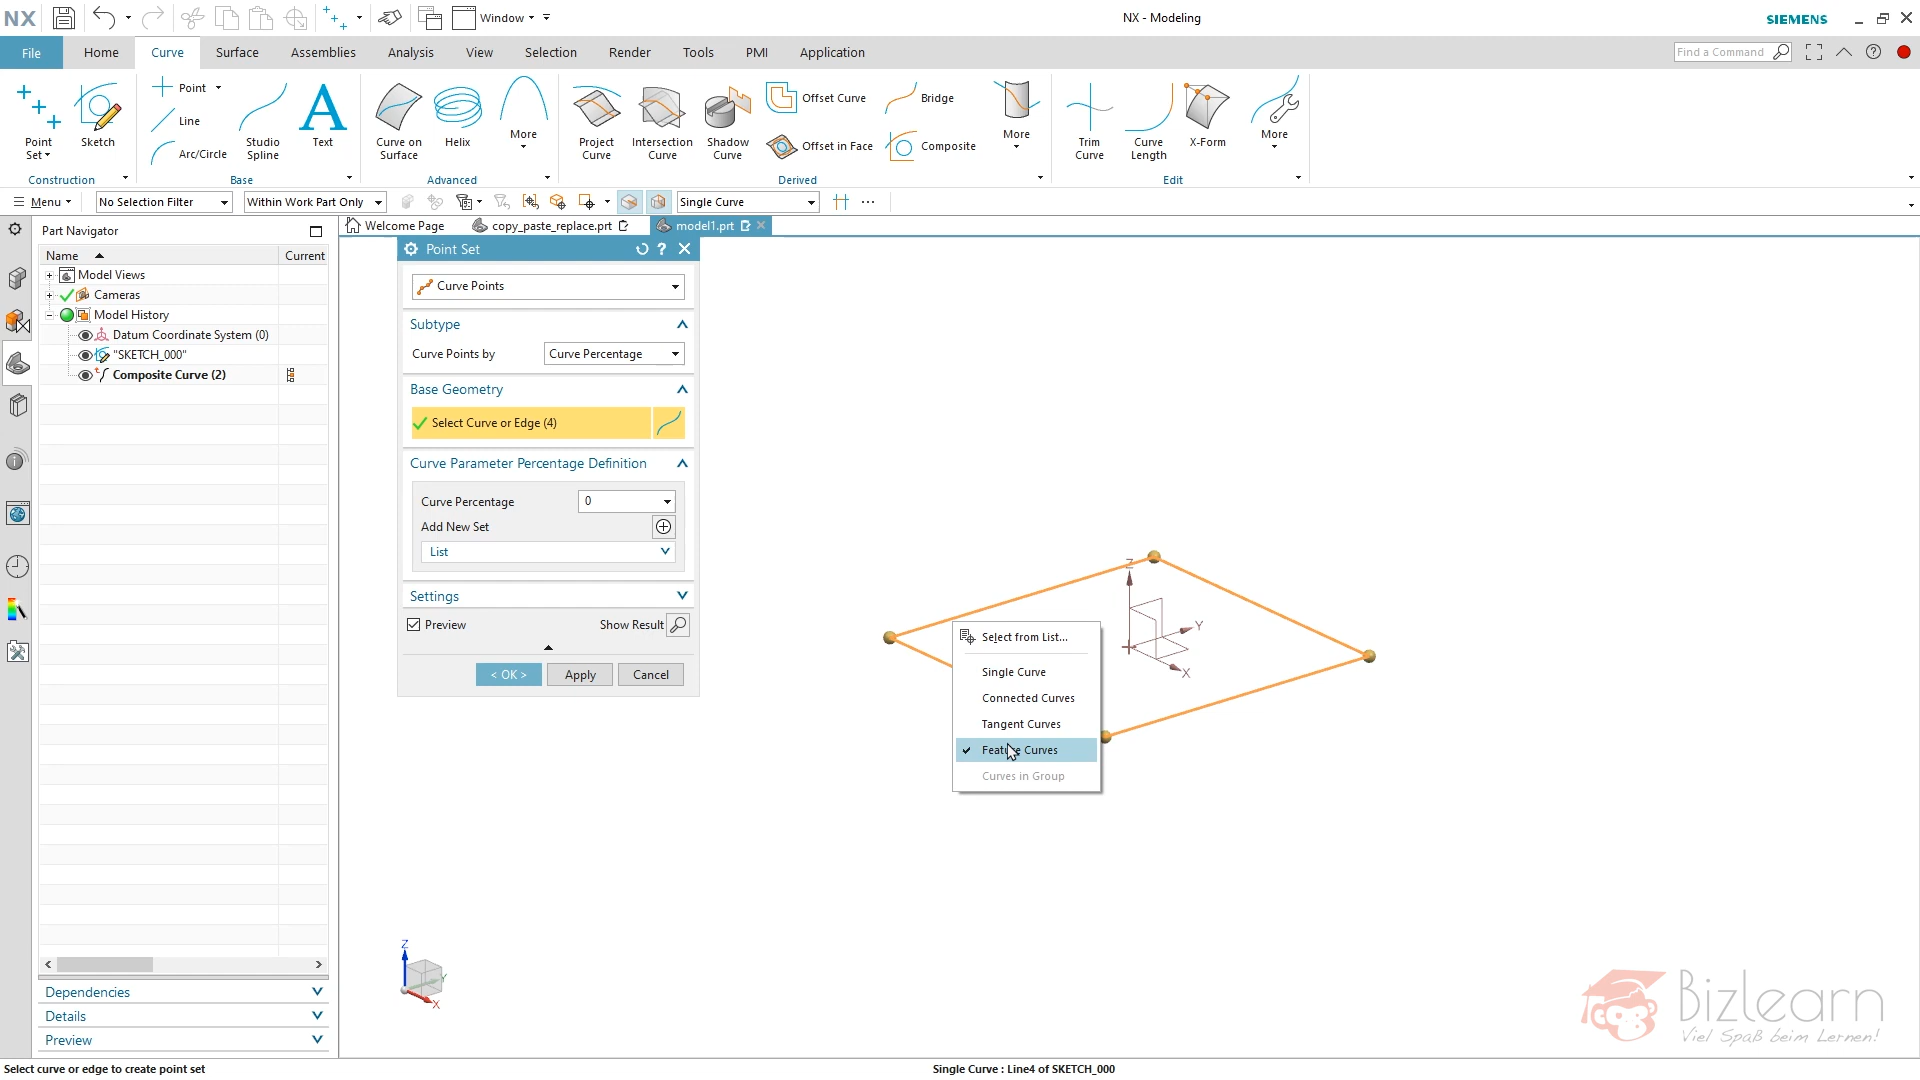 NX
Window
NX - Modeling
SIEMENS
File
Home
Curve
Surface
Assemblies
Analysis
View
Selection
Render
Tools
PMI
Application
Find a Command
Point Set
Sketch
Point
Line
Arc/Circle
Studio Spline
Text
Curve on Surface
Helix
More
Project Curve
Intersection Curve
Shadow Curve
Offset Curve
Offset in Face
Bridge
Composite
More
Trim Curve
Curve Length
X-Form
More
Construction
Base
Advanced
Derived
Edit
Menu
No Selection Filter
Within Work Part Only
Single Curve
Part Navigator
Welcome Page
copy_paste_replace.prt
model1.prt
Name
Current
Model Views
Cameras
Model History
Datum Coordinate System (0)
"SKETCH_000"
Composite Curve (2)
Point Set
Curve Points
Subtype
Curve Points by
Curve Percentage
Base Geometry
Select Curve or Edge (4)
Curve Parameter Percentage Definition
Curve Percentage
0
Add New Set
List
Settings
Preview
Show Result
< OK >
Apply
Cancel
Z
Y
X
Select from List...
Single Curve
Connected Curves
Tangent Curves
Feature Curves
Curves in Group
Z
Y
X
Dependencies
Details
Preview
Bizlearn
Viel Spaß beim Lernen!
Select curve or edge to create point set
Single Curve : Line4 of SKETCH_000